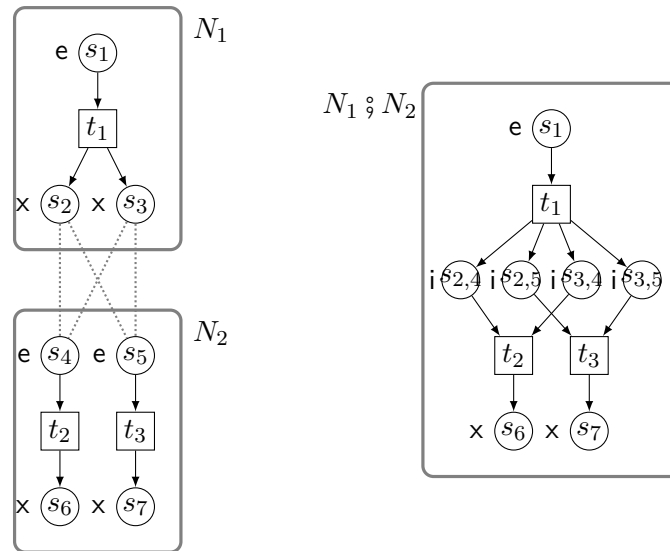 N₁
e s₁
t₁
x s₂ x s₃
N₂
e s₄ e s₅
t₂ t₃
x s₆ x s₇
N₁ ⨟ N₂
e s₁
t₁
i s₂,₄ i s₂,₅ i s₃,₄ i s₃,₅
t₂ t₃
x s₆ x s₇